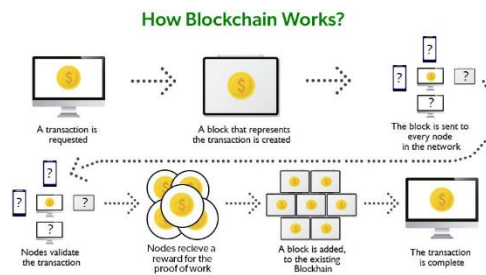 How Blockchain Works?
A transaction is
requested
A block that represents
the transaction is created
The block is sent to
every node
in the network
Nodes validate
the transaction
Nodes recieve a
reward for the
proof of work
A block is added,
to the existing
Blockhain
The transaction
is complete